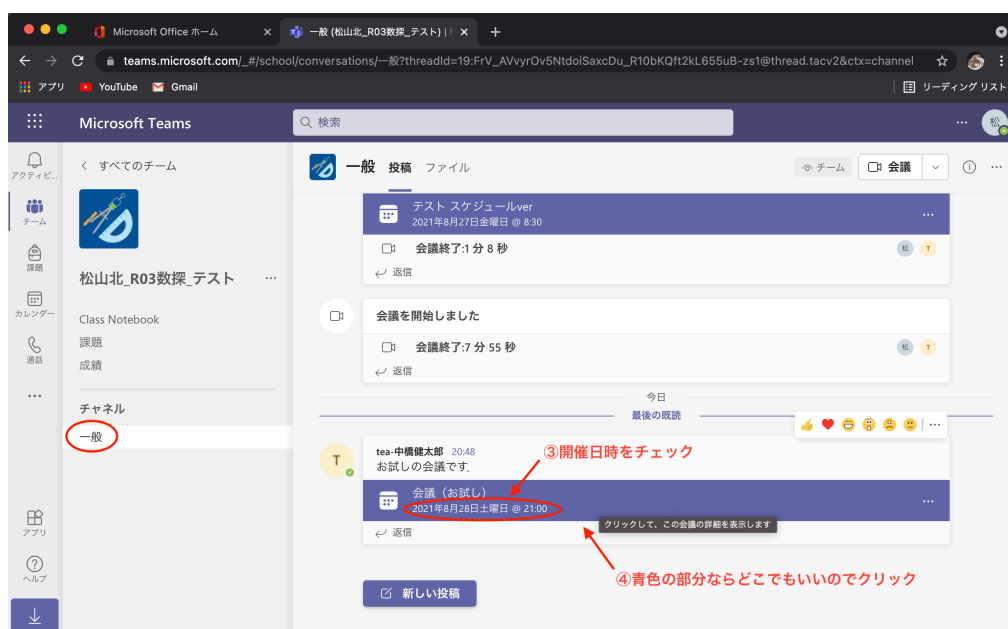 Microsoft Office ホーム
一般 (松山北_R03数探_テスト) | M
teams.microsoft.com/_#/school/conversations/一般?threadId=19:FrV_AVvyrOv5NtdoiSaxcDu_R10bKQft2kL655uB-zs1@thread.tacv2&ctx=channel
アプリ
YouTube
Gmail
リーディング リスト
Microsoft Teams
検索
松
アクティビ...
チーム
課題
カレンダー
通話
アプリ
ヘルプ
すべてのチーム
松山北_R03数探_テスト
Class Notebook
課題
成績
チャネル
一般
一般 投稿 ファイル
チーム
会議
テスト スケジュールver
2021年8月27日金曜日 @ 8:30
会議終了:1 分 8 秒
松 T
返信
会議を開始しました
会議終了:7 分 55 秒
松 T
返信
今日
最後の既読
T
tea-中橋健太郎 20:48
お試しの会議です.
③開催日時をチェック
会議（お試し）
2021年8月28日土曜日 @ 21:00
クリックして、この会議の詳細を表示します
返信
④青色の部分ならどこでもいいのでクリック
新しい投稿